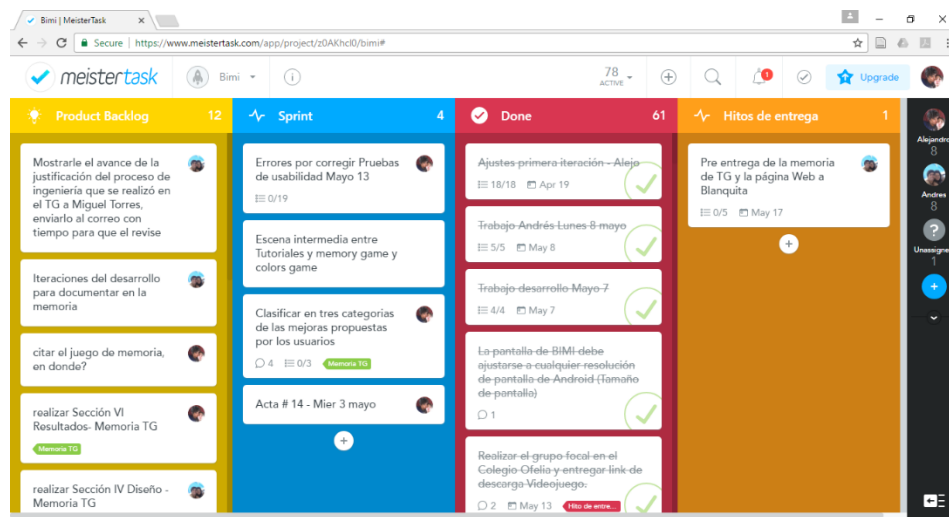 Bimi | MeisterTask
Secure | https://www.meistertask.com/app/project/z0AKhcl0/bimi#
meistertask
Bimi
78
ACTIVE
1
Upgrade
Product Backlog 12
Mostrarle el avance de la
justificación del proceso de
ingeniería que se realizó en
el TG a Miguel Torres,
enviarlo al correo con
tiempo para que el revise
Iteraciones del desarrollo
para documentar en la
memoria
citar el juego de memoria,
en donde?
realizar Sección VI
Resultados- Memoria TG
Memoria TG
realizar Sección IV Diseño -
Memoria TG
Sprint 4
Errores por corregir Pruebas
de usabilidad Mayo 13
0/19
Escena intermedia entre
Tutoriales y memory game y
colors game
Clasificar en tres categorias
de las mejoras propuestas
por los usuarios
4 0/3 Memoria TG
Acta # 14 - Mier 3 mayo
Done 61
Ajustes primera iteración - Alejo
18/18 Apr 19
Trabajo Andrés Lunes 8 mayo
5/5 May 8
Trabajo desarrollo Mayo 7
4/4 May 7
La pantalla de BIMI debe
ajustarse a cualquier resolución
de pantalla de Android (Tamaño
de pantalla)
1
Realizar el grupo focal en el
Colegio Ofelia y entregar link de
descarga Videojuego.
2 May 13 Hito de entre...
Hitos de entrega 1
Pre entrega de la memoria
de TG y la página Web a
Blanquita
0/5 May 17
Alejandro
8
Andres
8
?
Unassigne
1